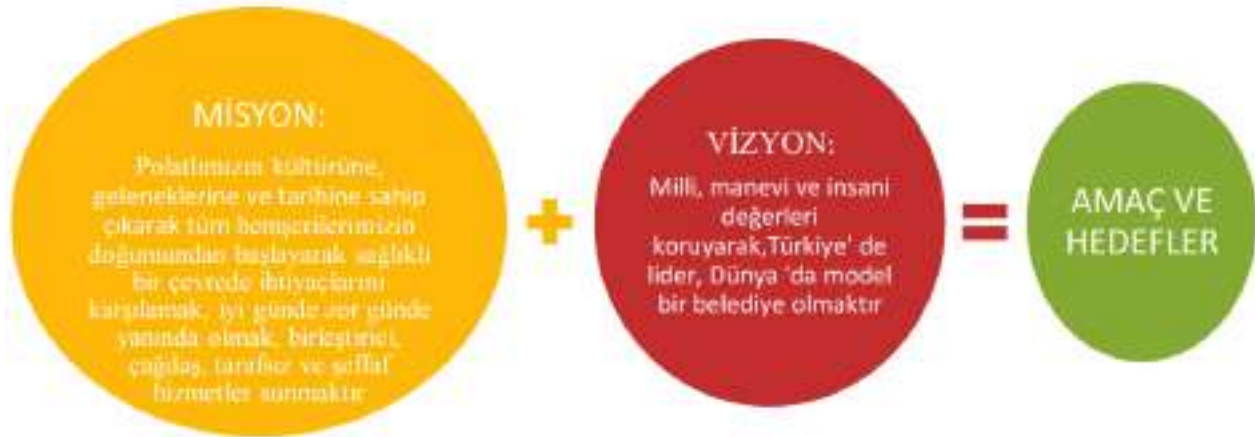 MİSYON:
Polatlımızın kültürüne,
geleneklerine ve tarihine sahip
çıkarak tüm hemşerilerimizin
doğumundan başlayarak sağlıklı
bir çevrede ihtiyaçlarını
karşılamak, iyi günde zor günde
yanında olmak, birleştirici,
çağdaş, tarafsız ve şeffaf
hizmetler sunmaktır
+
VİZYON:
Milli, manevi ve insani
değerleri
koruyarak,Türkiye' de
lider, Dünya 'da model
bir belediye olmaktır
=
AMAÇ VE
HEDEFLER